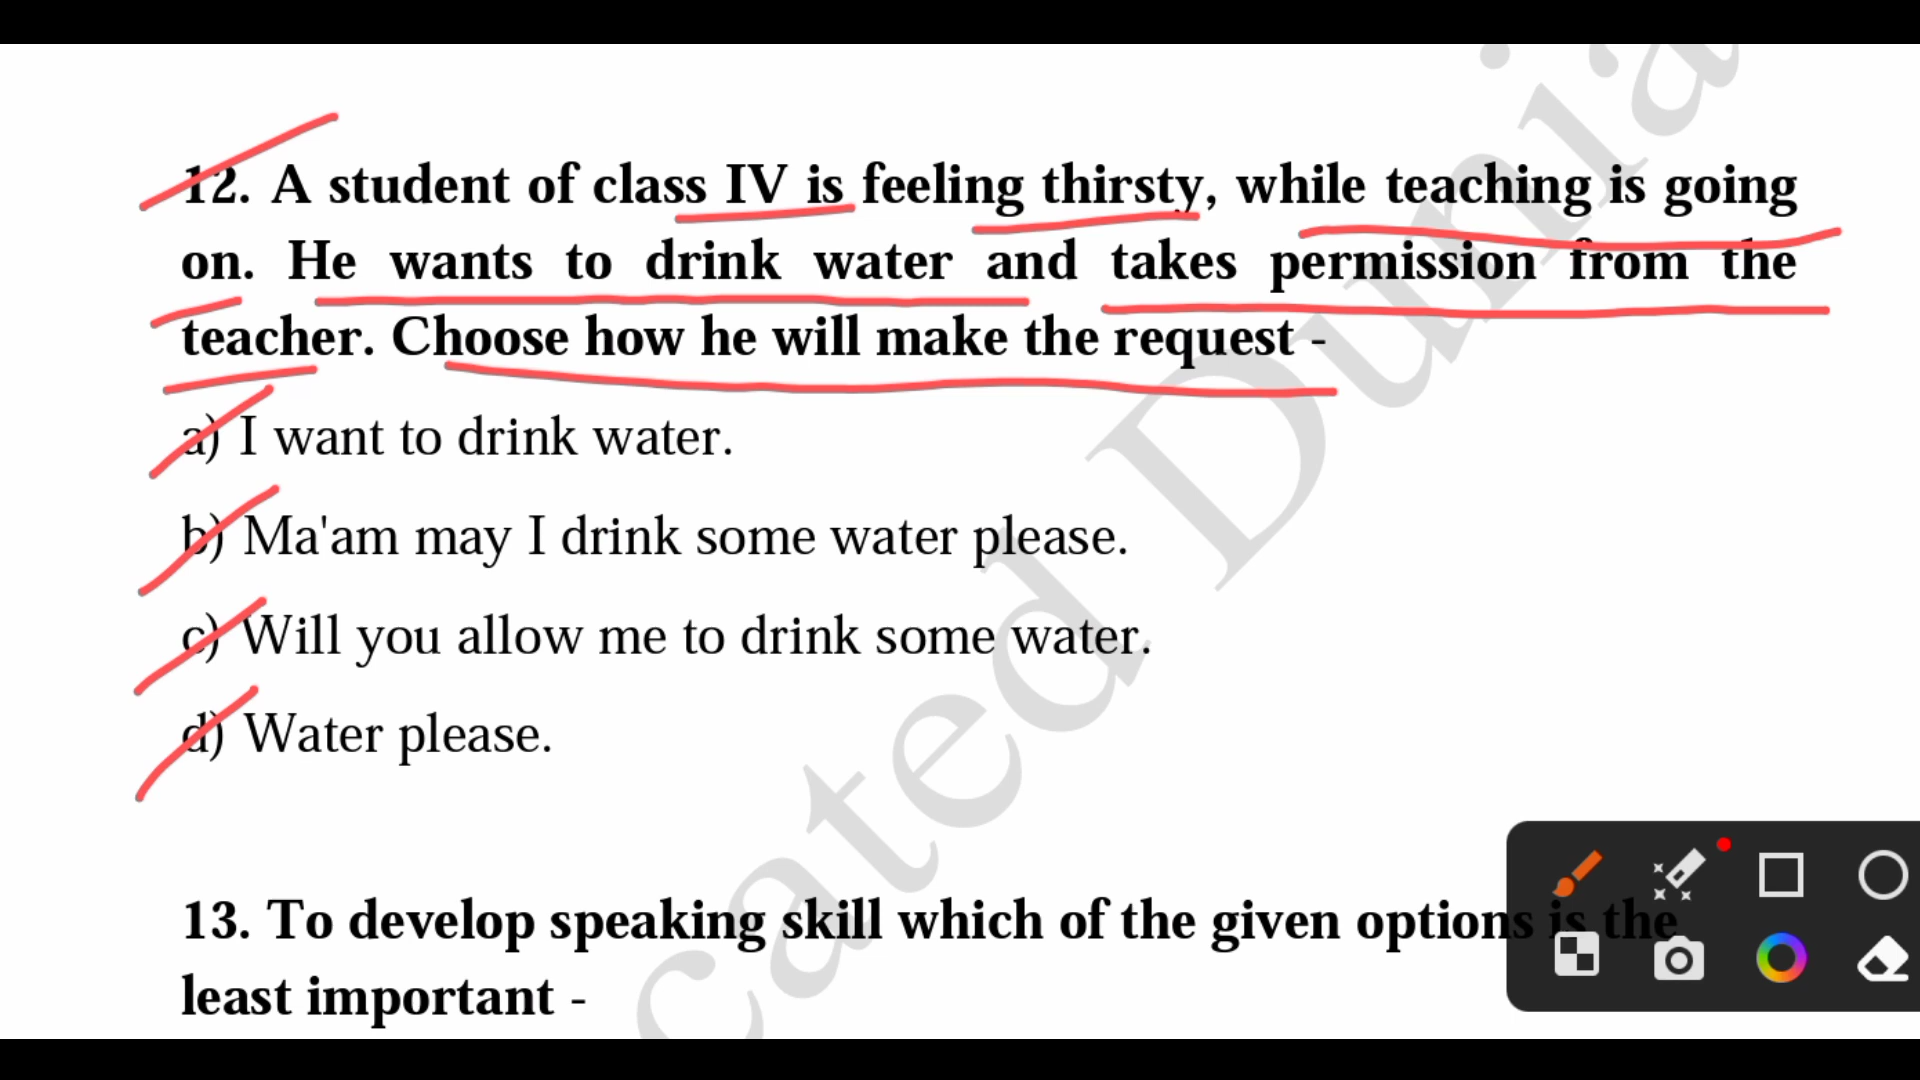 12. A student of class IV is feeling thirsty, while teaching is going
on. He wants to drink water and takes permission from the
teacher. Choose how he will make the request -
a) I want to drink water.
b) Ma'am may I drink some water please.
c) Will you allow me to drink some water.
d) Water please.
13. To develop speaking skill which of the given options is the
least important -
cated Dunia